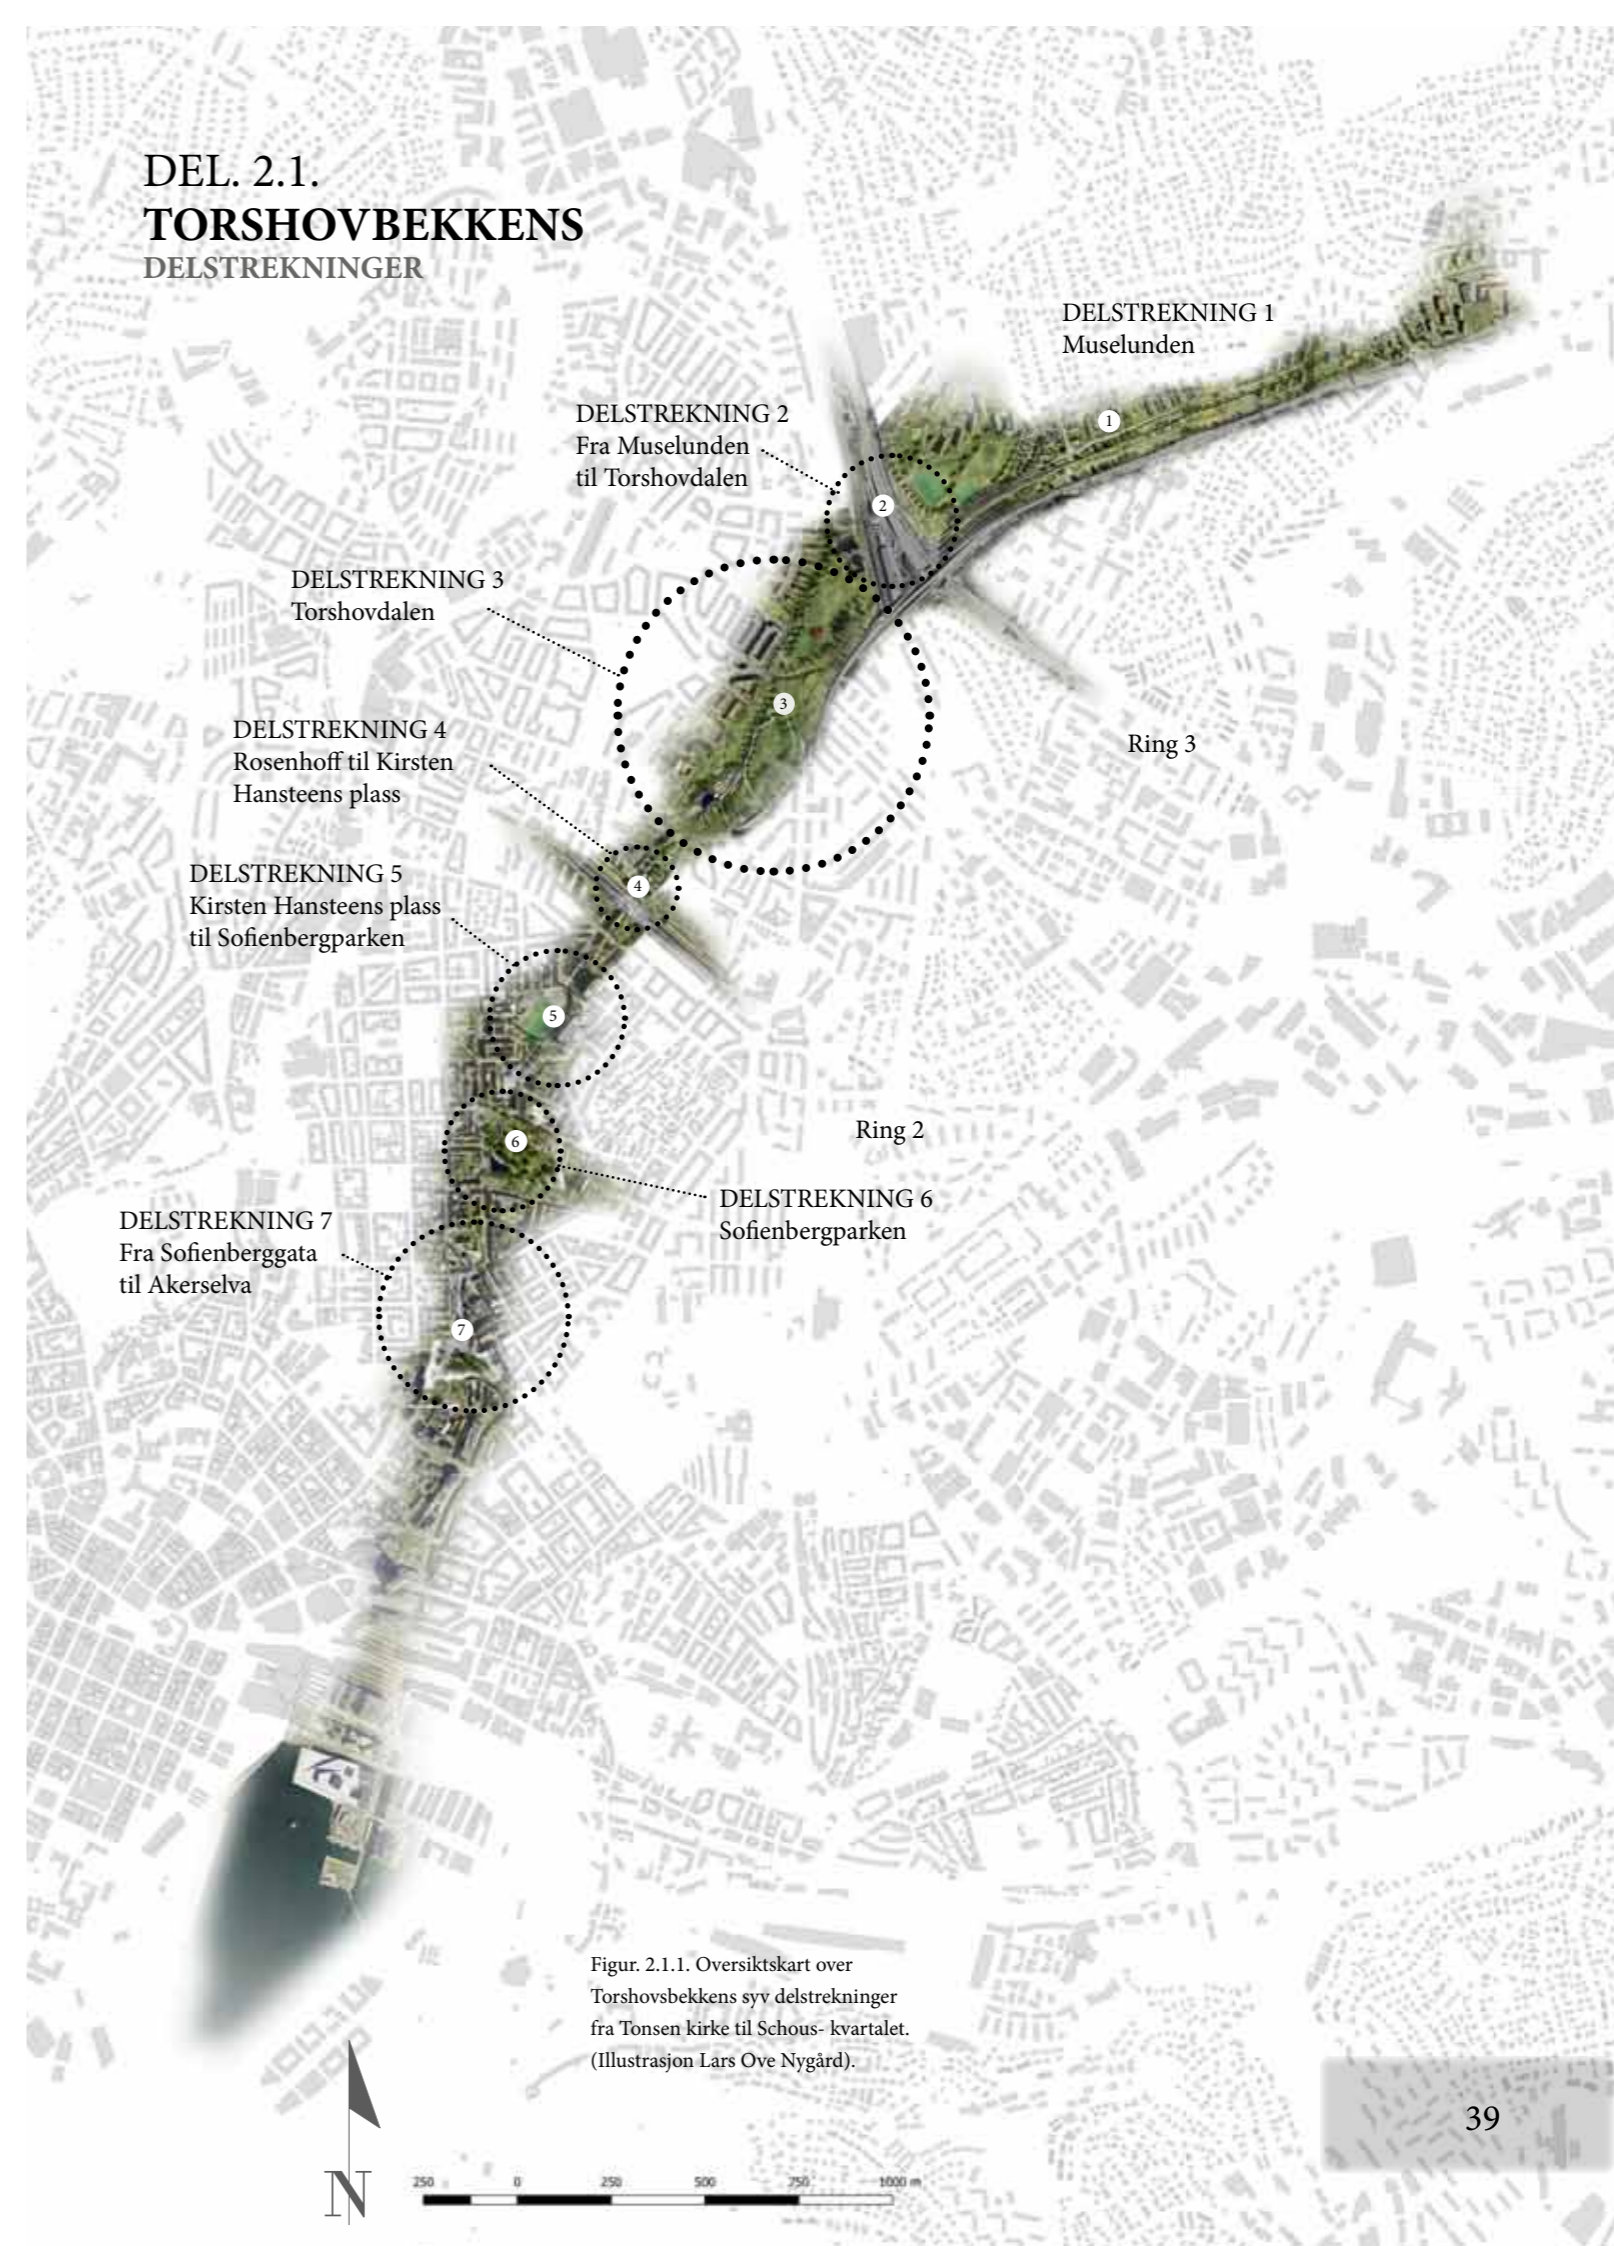 DEL. 2.1.
TORSHOVBEKKENS
DELSTREKNINGER
DELSTREKNING 1
Muselunden
1
DELSTREKNING 2
Fra Muselunden
til Torshovdalen
2
DELSTREKNING 3
Torshovdalen
3
DELSTREKNING 4
Rosenhoff til Kirsten
Hansteens plass
Ring 3
4
DELSTREKNING 5
Kirsten Hansteens plass
til Sofienbergparken
5
Ring 2
6
DELSTREKNING 6
Sofienbergparken
DELSTREKNING 7
Fra Sofienberggata
til Akerselva
7
Figur. 2.1.1. Oversiktskart over
Torshovsbekkens syv delstrekninger
fra Tonsen kirke til Schous- kvartalet.
(Illustrasjon Lars Ove Nygård).
39
N
250 0 250 500 750 1000 m